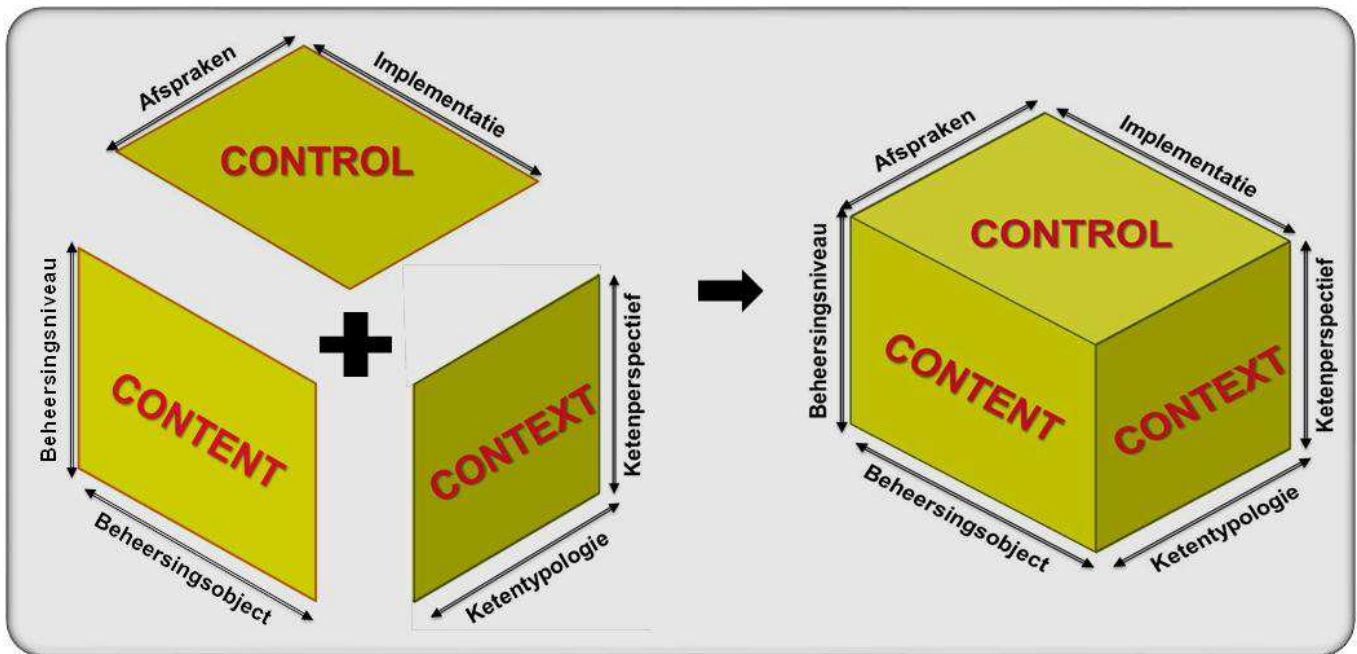 Afspraken
Implementatie
CONTROL
Beheersingsniveau
CONTENT
Beheersingsobject
CONTEXT
Ketenperspectief
Ketentypologie
Afspraken
Implementatie
CONTROL
Beheersingsniveau
CONTENT
Beheersingsobject
CONTEXT
Ketenperspectief
Ketentypologie